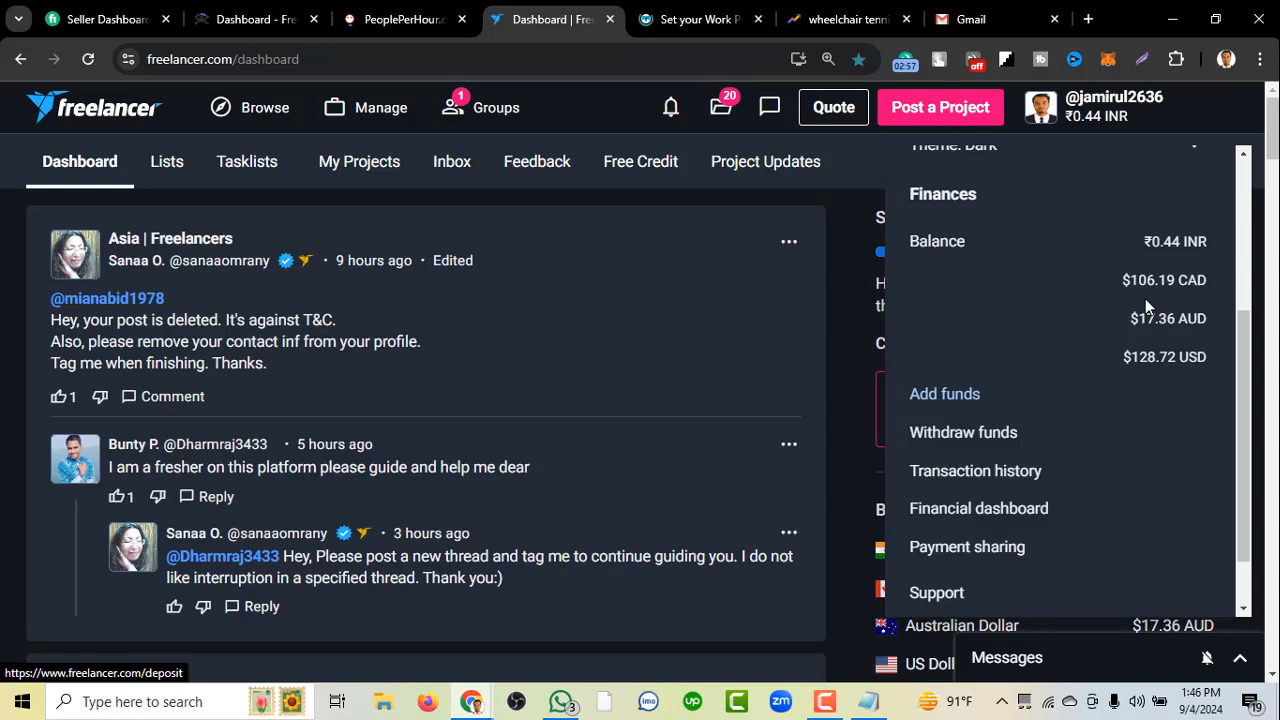 Seller Dashboa
Dashboard - Fre
PeoplePerHour.c
Dashboard | Fre
Set your Work P
wheelchair tenni
Gmail
freelancer.com/dashboard
02:57
off
freelancer
Browse
Manage
1
Groups
20
Quote
Post a Project
@jamirul2636
₹0.44 INR
Dashboard
Lists
Tasklists
My Projects
Inbox
Feedback
Free Credit
Project Updates
Theme: Dark
Finances
Balance
₹0.44 INR
$106.19 CAD
$17.36 AUD
$128.72 USD
Add funds
Withdraw funds
Transaction history
Financial dashboard
Payment sharing
Support
Asia | Freelancers
Sanaa O. @sanaaomrany • 9 hours ago • Edited
@mianabid1978
Hey, your post is deleted. It's against T&C.
Also, please remove your contact inf from your profile.
Tag me when finishing. Thanks.
1 Comment
Bunty P. @Dharmraj3433 • 5 hours ago
I am a fresher on this platform please guide and help me dear
1 Reply
Sanaa O. @sanaaomrany • 3 hours ago
@Dharmraj3433 Hey, Please post a new thread and tag me to continue guiding you. I do not
like interruption in a specified thread. Thank you:)
Reply
Australian Dollar
$17.36 AUD
US Doll
Messages
https://www.freelancer.com/deposit
Type here to search
3
imo
up
zm
91°F
1:46 PM
9/4/2024
19